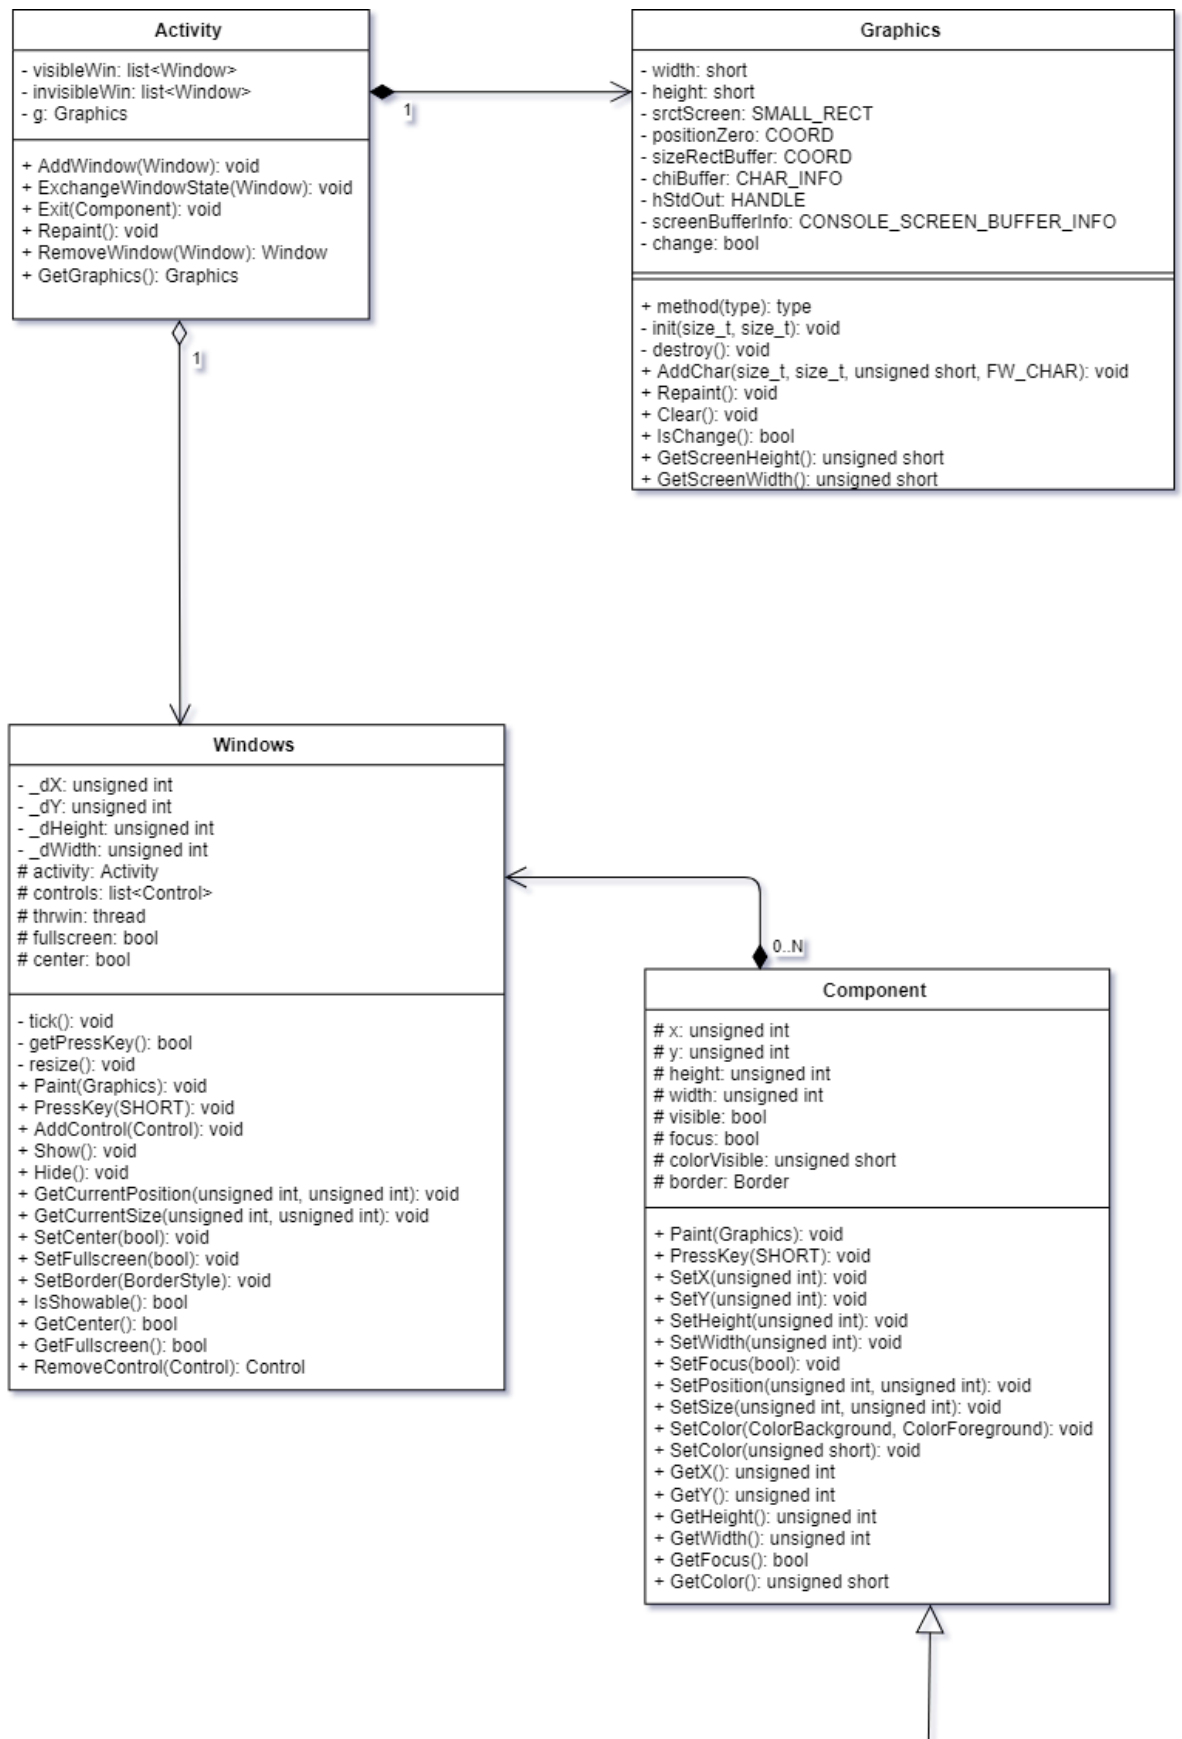 Activity
- visibleWin: list<Window>
- invisibleWin: list<Window>
- g: Graphics
+ AddWindow(Window): void
+ ExchangeWindowState(Window): void
+ Exit(Component): void
+ Repaint(): void
+ RemoveWindow(Window): Window
+ GetGraphics(): Graphics
1
1
Graphics
- width: short
- height: short
- srctScreen: SMALL_RECT
- positionZero: COORD
- sizeRectBuffer: COORD
- chiBuffer: CHAR_INFO
- hStdOut: HANDLE
- screenBufferInfo: CONSOLE_SCREEN_BUFFER_INFO
- change: bool
+ method(type): type
- init(size_t, size_t): void
- destroy(): void
+ AddChar(size_t, size_t, unsigned short, FW_CHAR): void
+ Repaint(): void
+ Clear(): void
+ IsChange(): bool
+ GetScreenHeight(): unsigned short
+ GetScreenWidth(): unsigned short
Windows
- _dX: unsigned int
- _dY: unsigned int
- _dHeight: unsigned int
- _dWidth: unsigned int
# activity: Activity
# controls: list<Control>
# thrwin: thread
# fullscreen: bool
# center: bool
- tick(): void
- getPressKey(): bool
- resize(): void
+ Paint(Graphics): void
+ PressKey(SHORT): void
+ AddControl(Control): void
+ Show(): void
+ Hide(): void
+ GetCurrentPosition(unsigned int, unsigned int): void
+ GetCurrentSize(unsigned int, usnigned int): void
+ SetCenter(bool): void
+ SetFullscreen(bool): void
+ SetBorder(BorderStyle): void
+ IsShowable(): bool
+ GetCenter(): bool
+ GetFullscreen(): bool
+ RemoveControl(Control): Control
0..N
Component
# x: unsigned int
# y: unsigned int
# height: unsigned int
# width: unsigned int
# visible: bool
# focus: bool
# colorVisible: unsigned short
# border: Border
+ Paint(Graphics): void
+ PressKey(SHORT): void
+ SetX(unsigned int): void
+ SetY(unsigned int): void
+ SetHeight(unsigned int): void
+ SetWidth(unsigned int): void
+ SetFocus(bool): void
+ SetPosition(unsigned int, unsigned int): void
+ SetSize(unsigned int, unsigned int): void
+ SetColor(ColorBackground, ColorForeground): void
+ SetColor(unsigned short): void
+ GetX(): unsigned int
+ GetY(): unsigned int
+ GetHeight(): unsigned int
+ GetWidth(): unsigned int
+ GetFocus(): bool
+ GetColor(): unsigned short